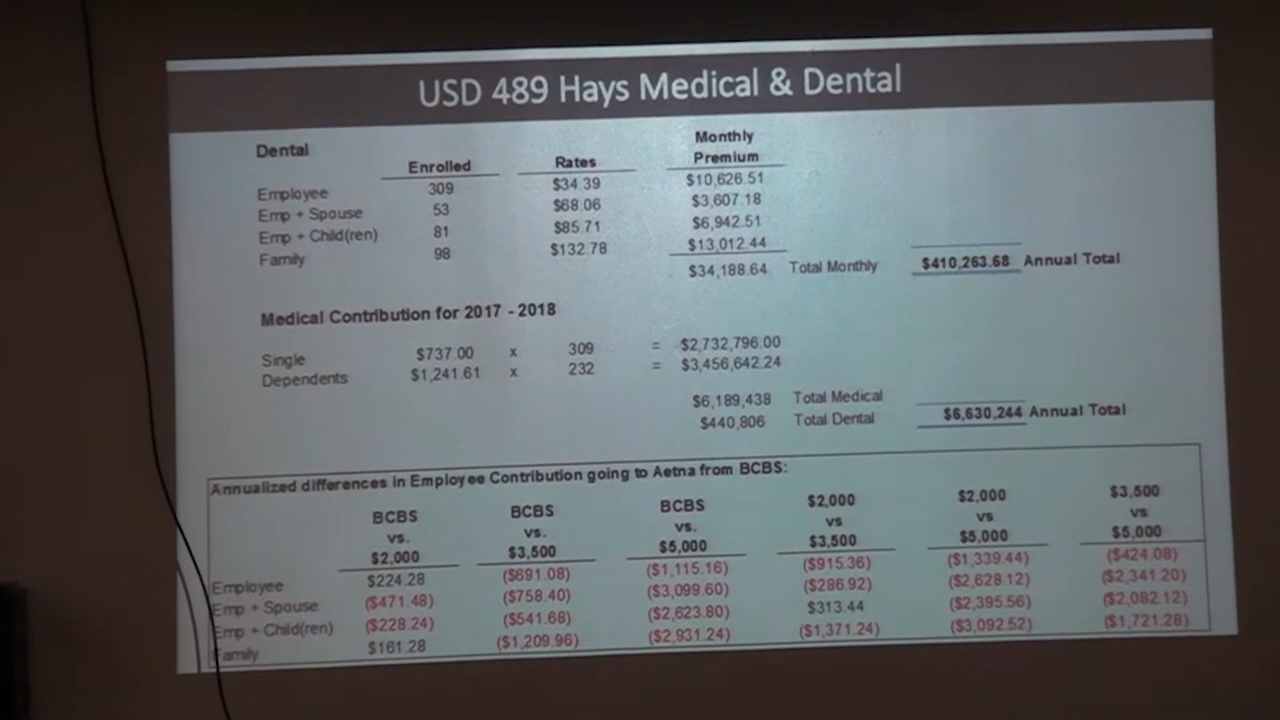 USD 489 Hays Medical & Dental
Dental Enrolled Rates Monthly Premium
Employee 309 $34.39 $10,626.51
Emp + Spouse 53 $68.06 $3,607.18
Emp + Child(ren) 81 $85.71 $6,942.51
Family 98 $132.78 $13,012.44
$34,188.64 Total Monthly $410,263.68 Annual Total
Medical Contribution for 2017 - 2018
Single $737.00 x 309 = $2,732,796.00
Dependents $1,241.61 x 232 = $3,456,642.24
$6,189,438 Total Medical
$440,806 Total Dental $6,630,244 Annual Total
Annualized differences in Employee Contribution going to Aetna from BCBS:
BCBS BCBS BCBS $2,000 $2,000 $3,500
vs. vs. vs. vs vs vs
$2,000 $3,500 $5,000 $3,500 $5,000 $5,000
Employee $224.28 ($691.08) ($1,115.16) ($915.36) ($1,339.44) ($424.08)
Emp + Spouse ($471.48) ($758.40) ($3,099.60) ($286.92) ($2,628.12) ($2,341.20)
Emp + Child(ren) ($228.24) ($541.68) ($2,623.80) $313.44 ($2,395.56) ($2,082.12)
Family $161.28 ($1,209.96) ($2,931.24) ($1,371.24) ($3,092.52) ($1,721.28)